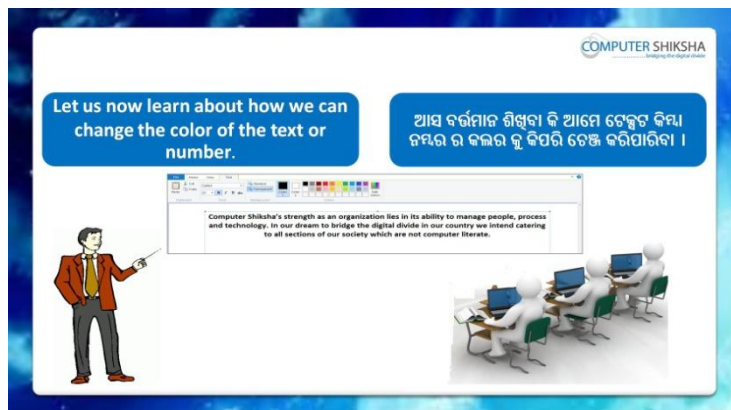 COMPUTER SHIKSHA
bridging the digital divide
Let us now learn about how we can
change the color of the text or
number.
ଆସ ବର୍ତ୍ତମାନ ଶିଖିବା କି ଆମେ ଟେକ୍ସଟ କିମ୍ଵା
ନମ୍ଵର ର କଲର କୁ କିପରି ଚେଞ୍ଜ କରିପାରିବା ।
Computer Shiksha's strength as an organization lies in its ability to manage people, process
and technology. In our dream to bridge the digital divide in our country we intend catering
to all sections of our society which are not computer literate.